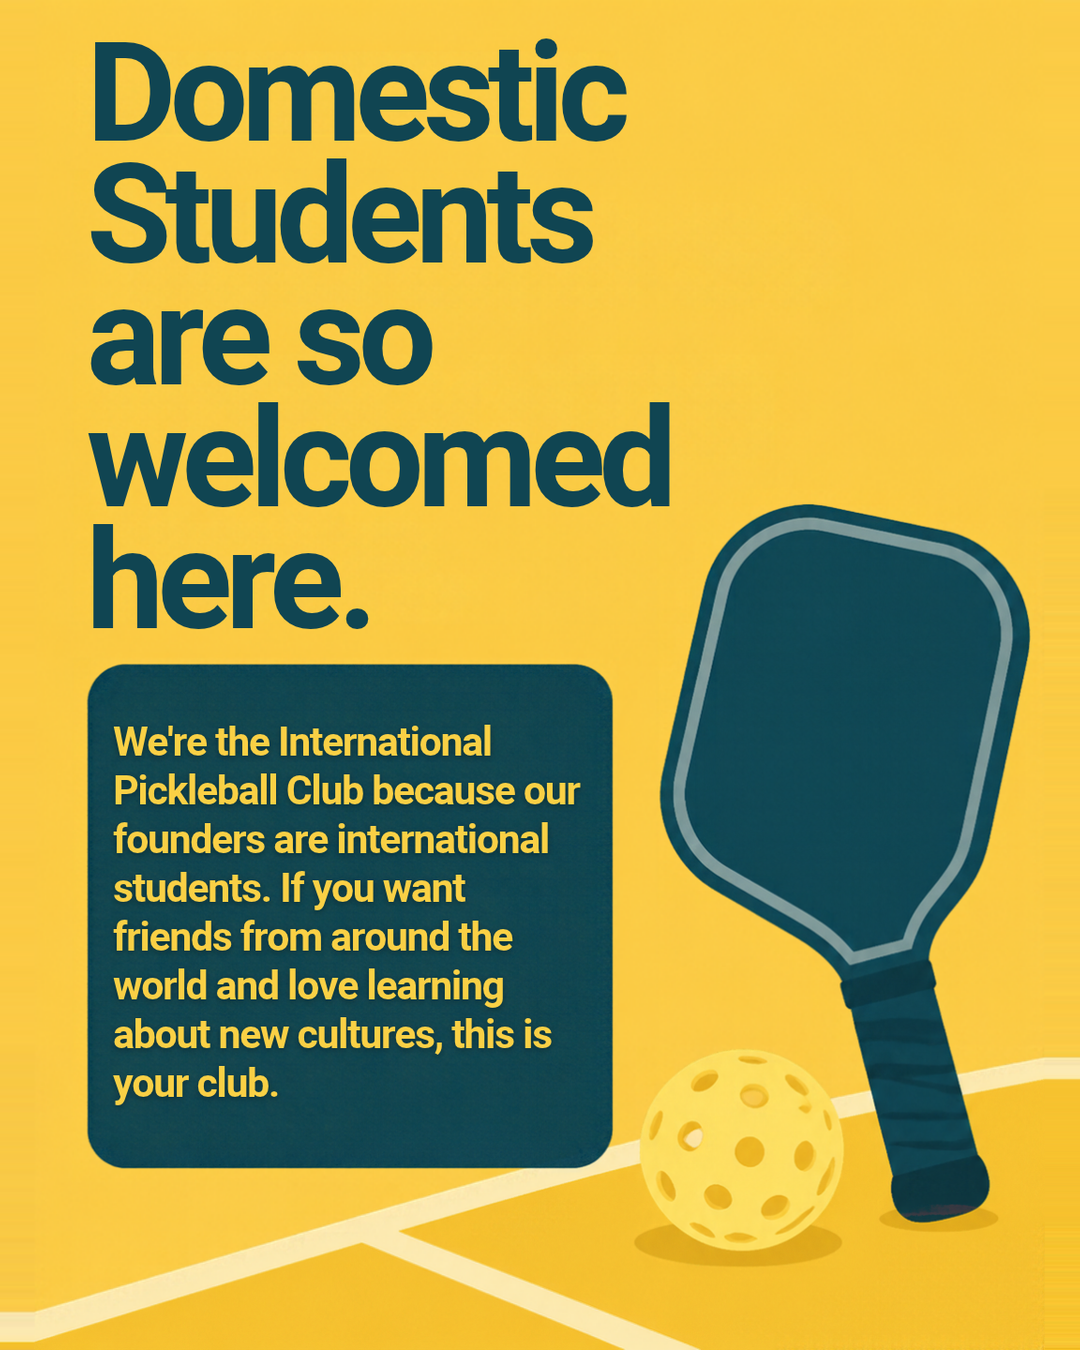 Domestic
Students
are so
welcomed
here.
We're the International
Pickleball Club because our
founders are international
students. If you want
friends from around the
world and love learning
about new cultures, this is
your club.